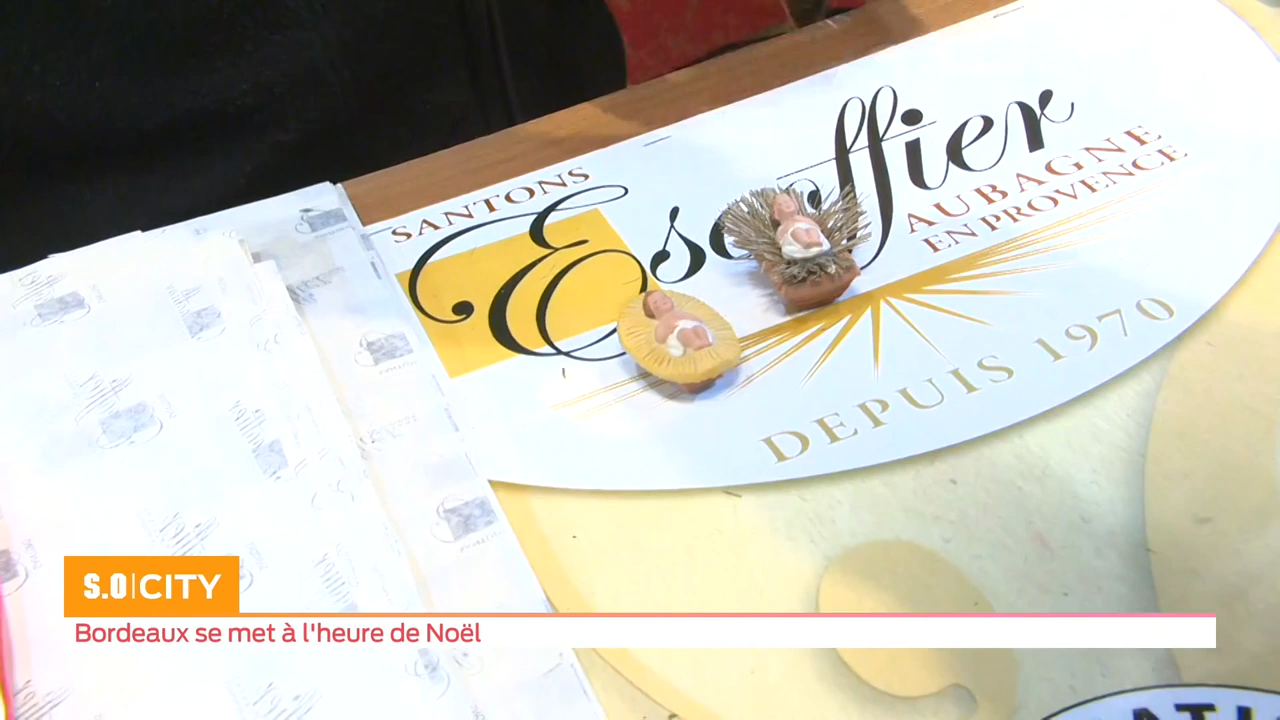 SANTONS
Escoffier
AUBAGNE
EN PROVENCE
DEPUIS 1970
S.O|CITY
Bordeaux se met à l'heure de Noël